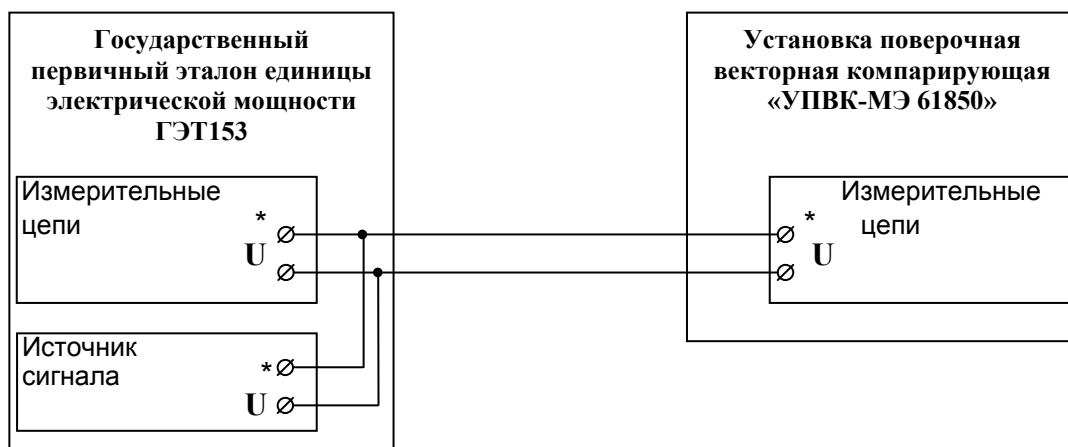 Государственный
первичный эталон единицы
электрической мощности
ГЭТ153
Измерительные
цепи
*
U
Источник
сигнала
*
U
Установка поверочная
векторная компарирующая
«УПВК-МЭ 61850»
Измерительные
цепи
*
U